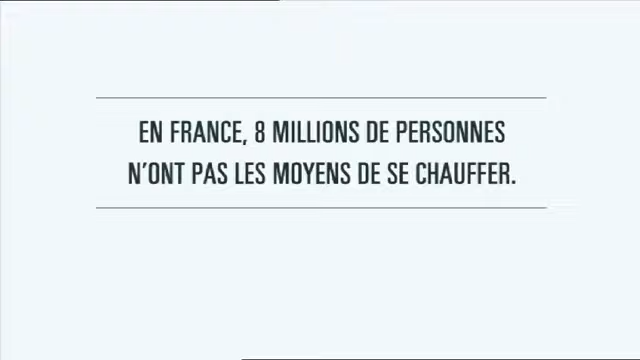 EN FRANCE, 8 MILLIONS DE PERSONNES
N’ONT PAS LES MOYENS DE SE CHAUFFER.